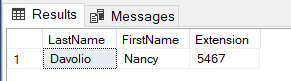 Results Messages
LastName FirstName Extension
1 Davolio Nancy 5467